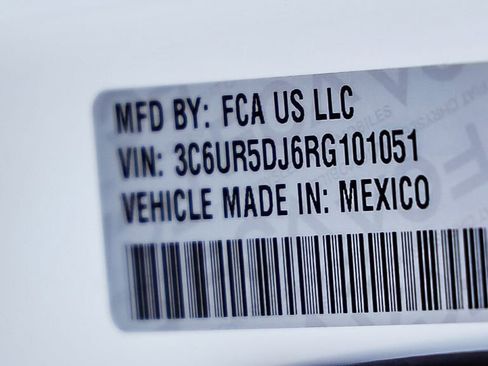 MFD BY: FCA US LLC
VIN: 3C6UR5DJ6RG101051
VEHICLE MADE IN: MEXICO